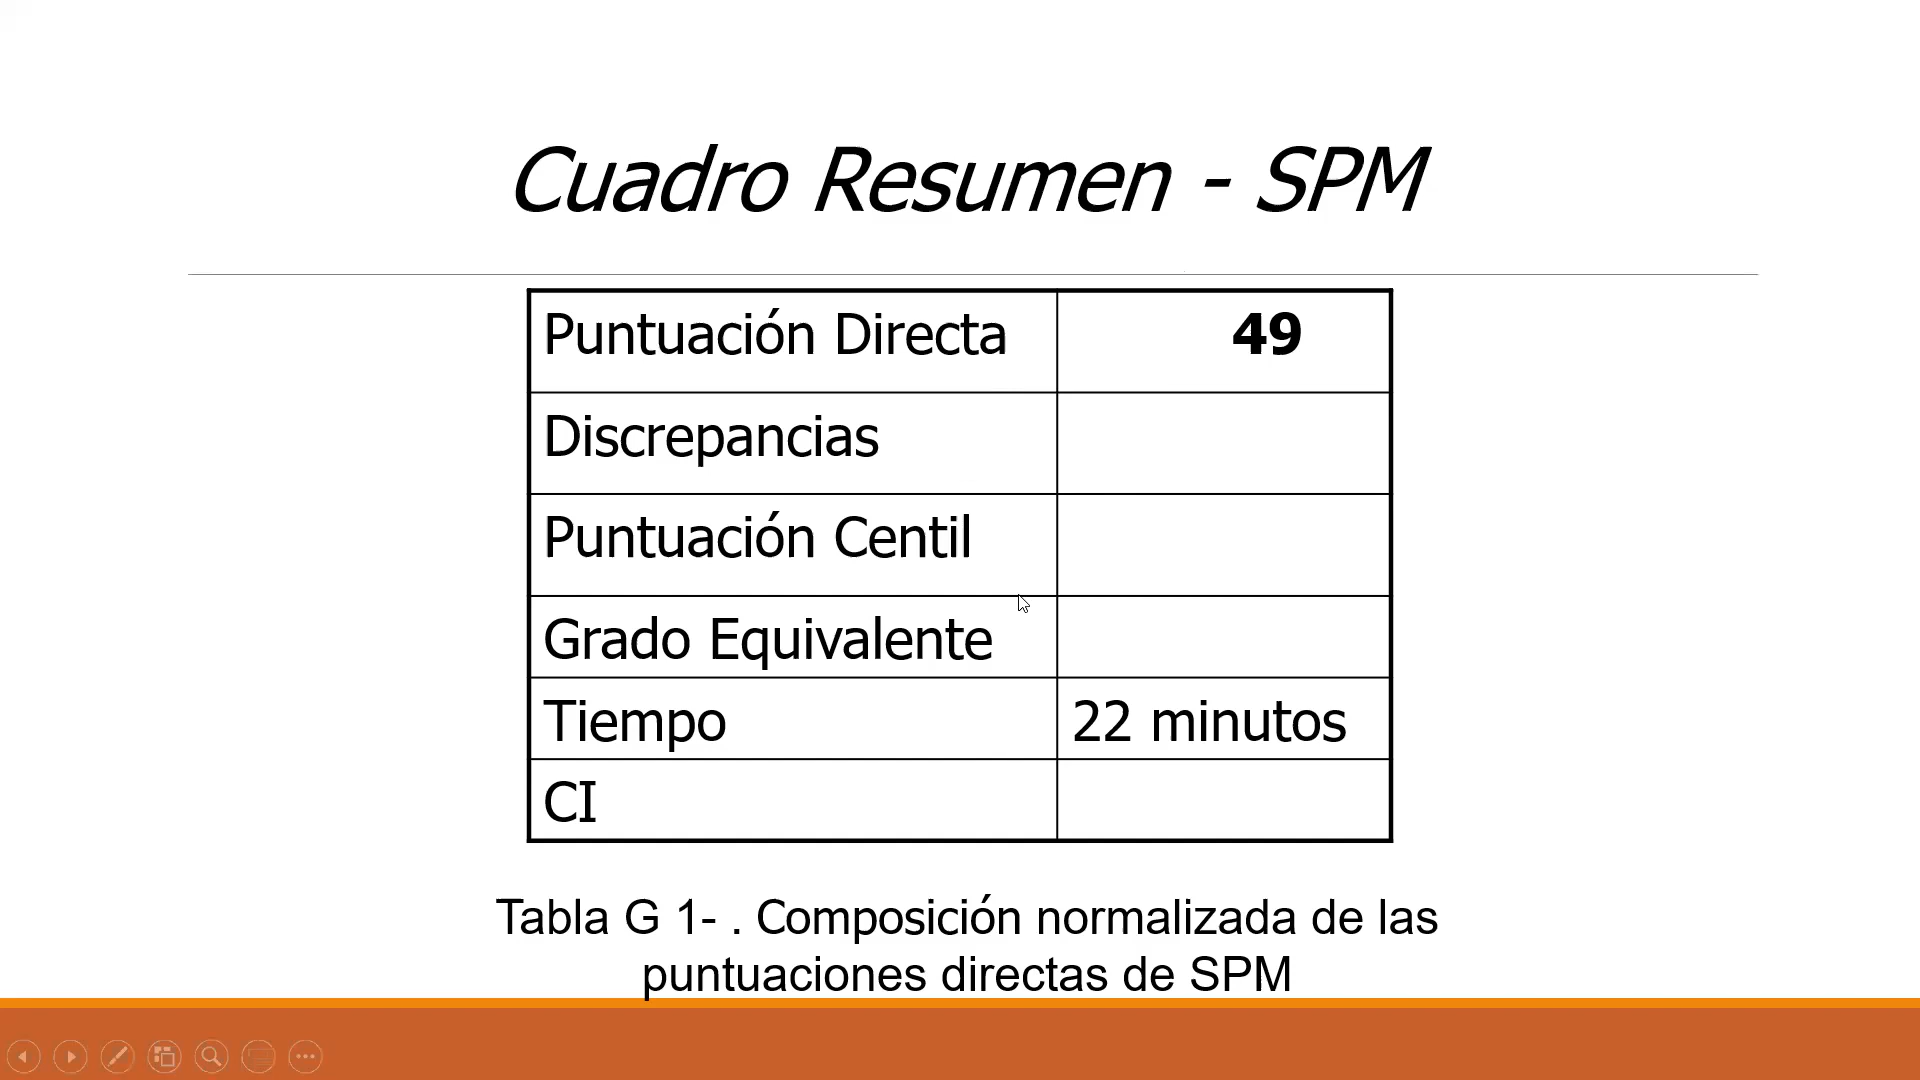 Cuadro Resumen - SPM
Puntuación Directa 49
Discrepancias
Puntuación Centil
Grado Equivalente
Tiempo 22 minutos
CI
Tabla G 1- . Composición normalizada de las
puntuaciones directas de SPM